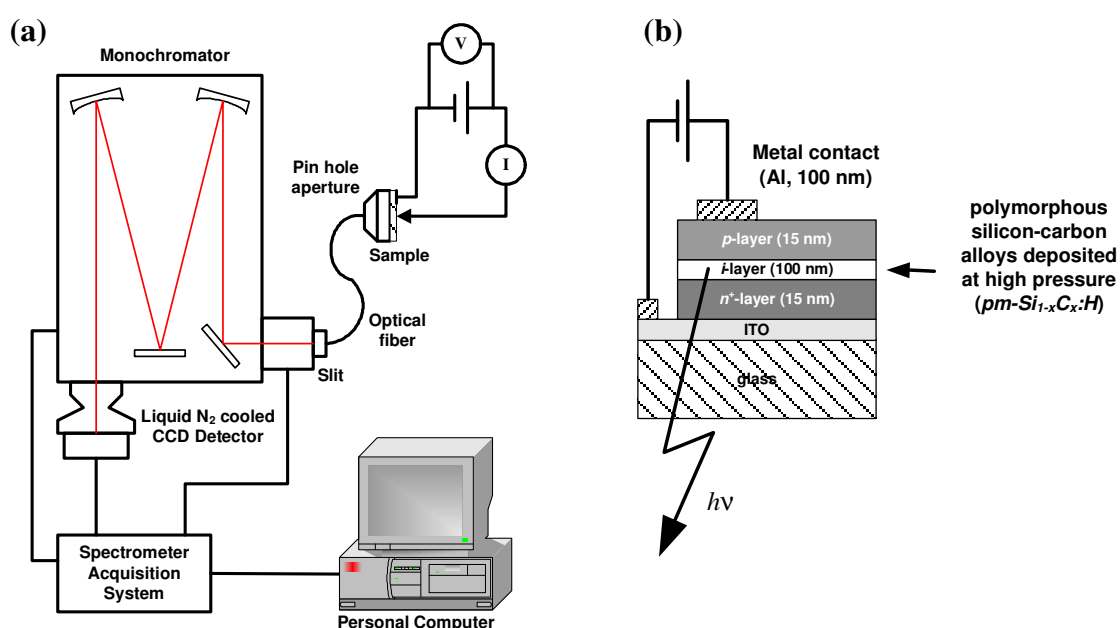 (a)
Monochromator
V
I
Pin hole
aperture
Sample
Optical
fiber
Slit
Liquid N2 cooled
CCD Detector
Spectrometer
Acquisition
System
Personal Computer
(b)
Metal contact
(Al, 100 nm)
p-layer (15 nm)
i-layer (100 nm)
n+-layer (15 nm)
ITO
glass
polymorphous
silicon-carbon
alloys deposited
at high pressure
(pm-Si1-xCx:H)
hν